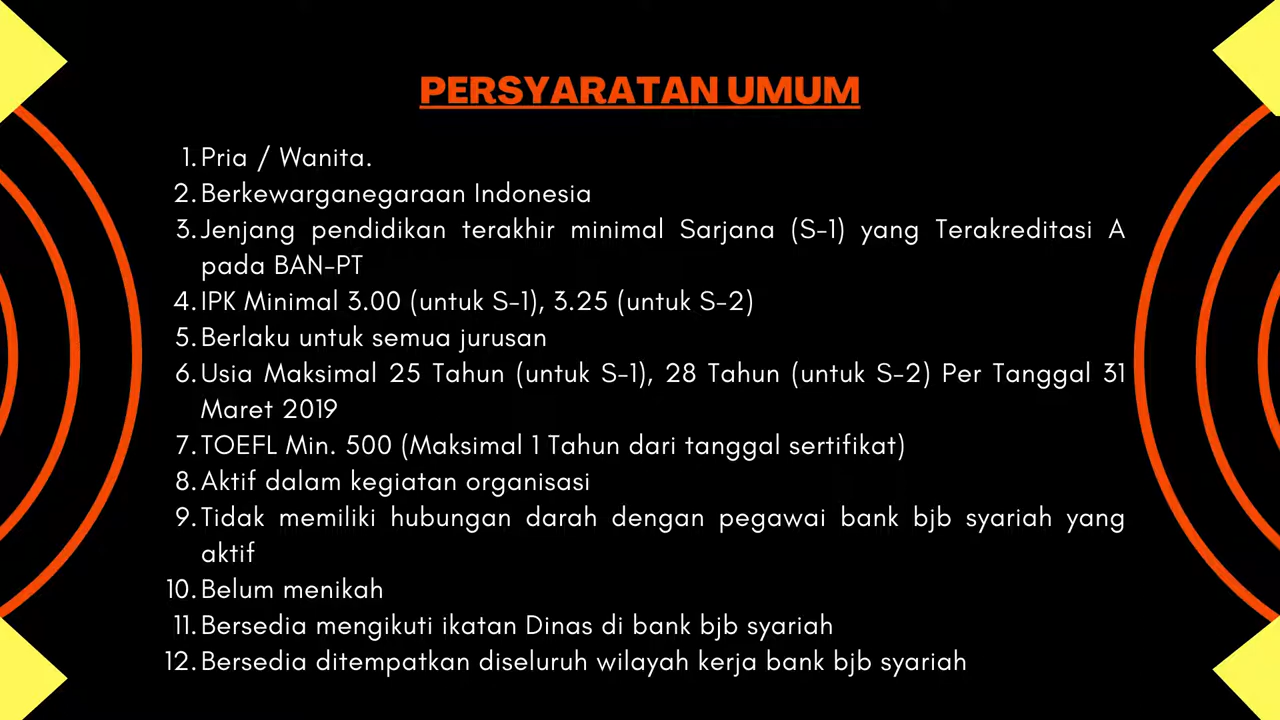 PERSYARATAN UMUM
1. Pria / Wanita.
2. Berkewarganegaraan Indonesia
3. Jenjang pendidikan terakhir minimal Sarjana (S-1) yang Terakreditasi A
pada BAN-PT
4. IPK Minimal 3.00 (untuk S-1), 3.25 (untuk S-2)
5. Berlaku untuk semua jurusan
6. Usia Maksimal 25 Tahun (untuk S-1), 28 Tahun (untuk S-2) Per Tanggal 31
Maret 2019
7. TOEFL Min. 500 (Maksimal 1 Tahun dari tanggal sertifikat)
8. Aktif dalam kegiatan organisasi
9. Tidak memiliki hubungan darah dengan pegawai bank bjb syariah yang
aktif
10. Belum menikah
11. Bersedia mengikuti ikatan Dinas di bank bjb syariah
12. Bersedia ditempatkan diseluruh wilayah kerja bank bjb syariah